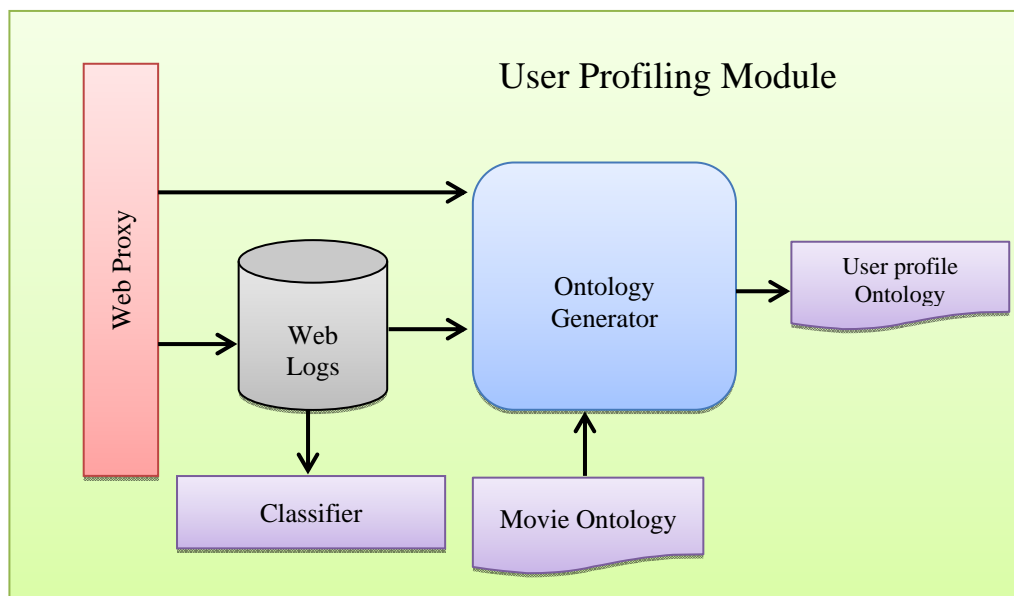 User Profiling Module
Web Proxy
Web
Logs
Ontology
Generator
User profile
Ontology
Classifier
Movie Ontology